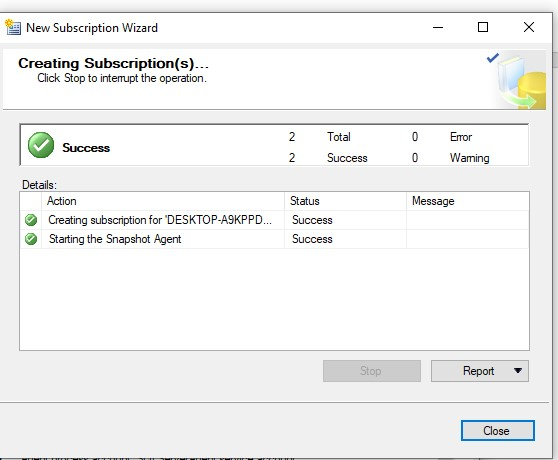 New Subscription Wizard
Creating Subscription(s)...
Click Stop to interrupt the operation.
Success
2 Total 0 Error
2 Success 0 Warning
Details:
Action Status Message
Creating subscription for 'DESKTOP-A9KPPD... Success
Starting the Snapshot Agent Success
Stop Report
Close